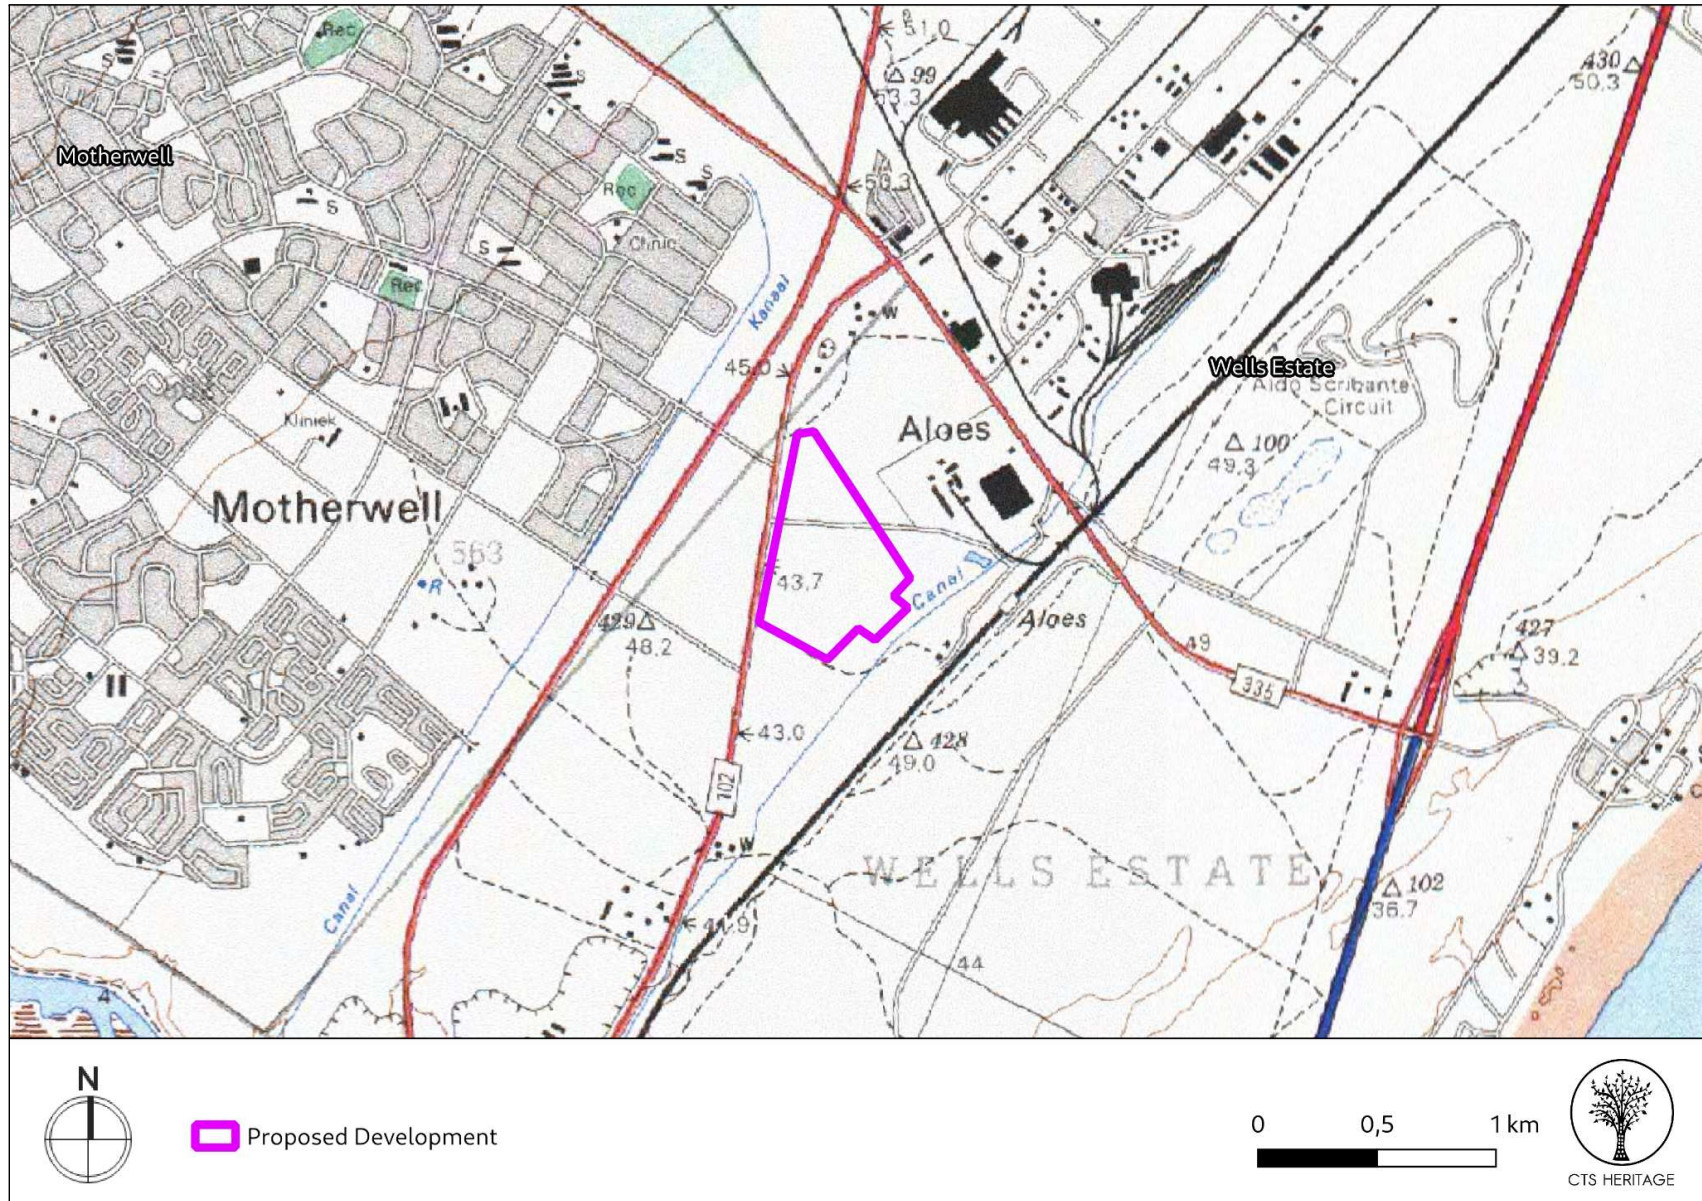 Rec
51,0
S
S
99
53.3
430
50.3
Motherwell
S
S
50.3
Rec
S
Clinic
S
Rec
Kanaal
W
45.0
Wells Estate
Aldo Scribante
Circuit
Kliniek
Aloes
100
49.3
Motherwell
563
R
43.7
Canal
429
48.2
Aloes
49
427
39.2
335
43.0
428
49.0
102
W
WELLS ESTATE
102
36.7
Canal
41.9
44
4
N
Proposed Development
0 0,5 1 km
CTS HERITAGE